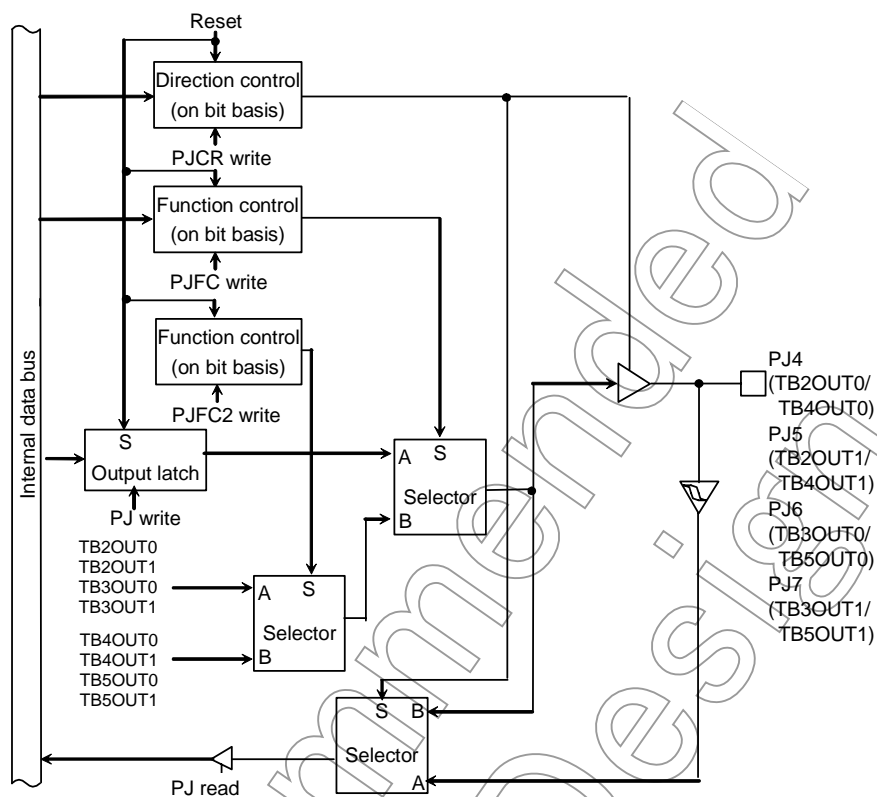 Reset
Direction control
(on bit basis)
PJCR write
Function control
(on bit basis)
PJFC write
Function control
(on bit basis)
PJFC2 write
Internal data bus
S
Output latch
PJ write
A
S
Selector
B
TB2OUT0
TB2OUT1
TB3OUT0
TB3OUT1
TB4OUT0
TB4OUT1
TB5OUT0
TB5OUT1
A
S
Selector
B
S
B
Selector
A
PJ read
PJ4
(TB2OUT0/
TB4OUT0)
PJ5
(TB2OUT1/
TB4OUT1)
PJ6
(TB3OUT0/
TB5OUT0)
PJ7
(TB3OUT1/
TB5OUT1)
mmended
Design